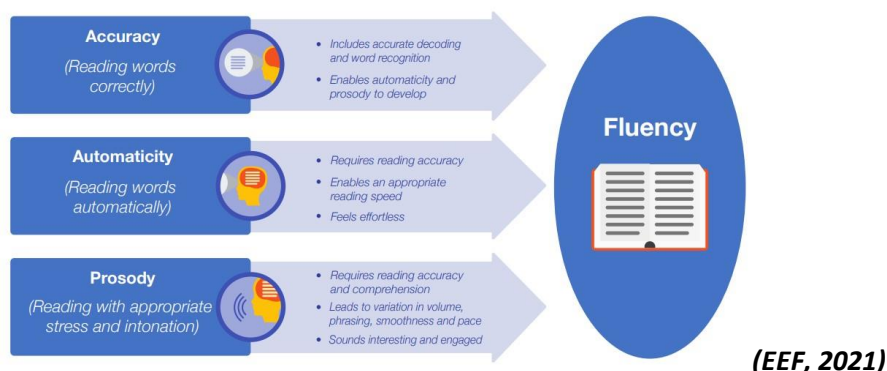 Accuracy
(Reading words
correctly)
• Includes accurate decoding
and word recognition
• Enables automaticity and
prosody to develop
Automaticity
(Reading words
automatically)
• Requires reading accuracy
• Enables an appropriate
reading speed
• Feels effortless
Prosody
(Reading with appropriate
stress and intonation)
• Requires reading accuracy
and comprehension
• Leads to variation in volume,
phrasing, smoothness and pace
• Sounds interesting and engaged
Fluency
(EEF, 2021)